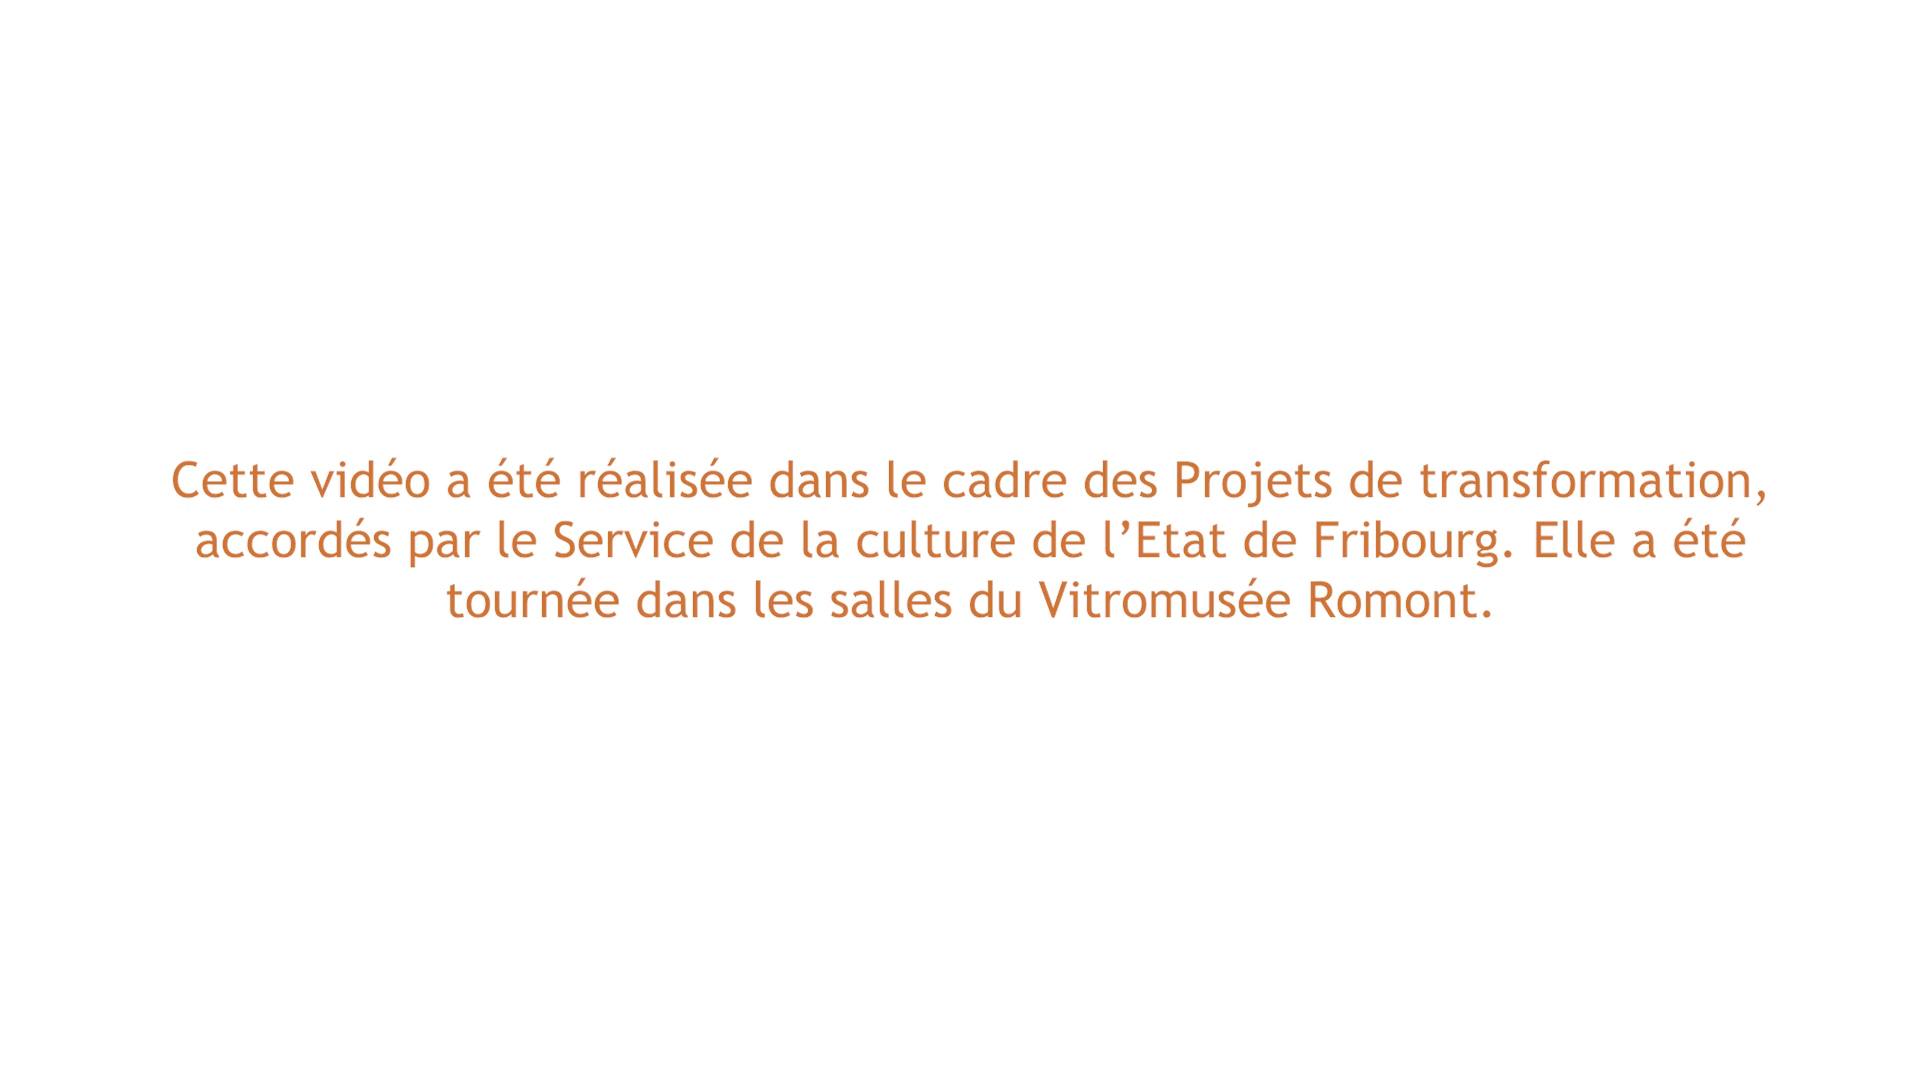 Cette vidéo a été réalisée dans le cadre des Projets de transformation,
accordés par le Service de la culture de l’Etat de Fribourg. Elle a été
tournée dans les salles du Vitromusée Romont.